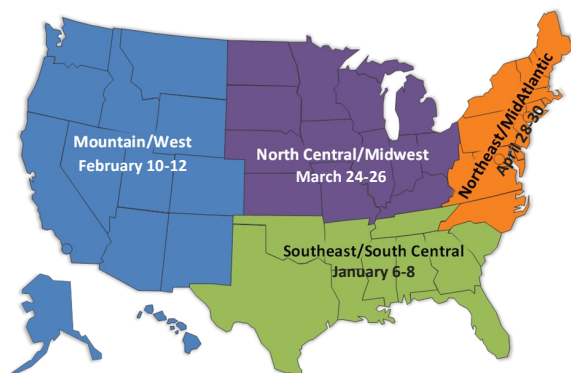 Mountain/West
February 10-12
North Central/Midwest
March 24-26
Northeast/MidAtlantic
April 28-30
Southeast/South Central
January 6-8